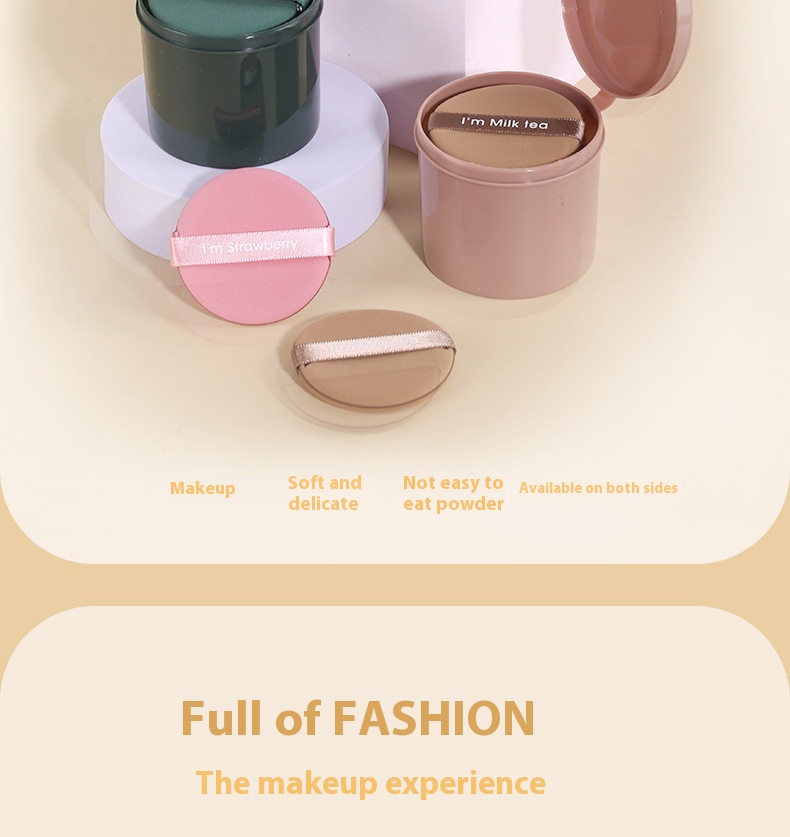 I'm Milk tea
I'm Strawberry
Makeup
Soft and
delicate
Not easy to
eat powder
Available on both sides
Full of FASHION
The makeup experience